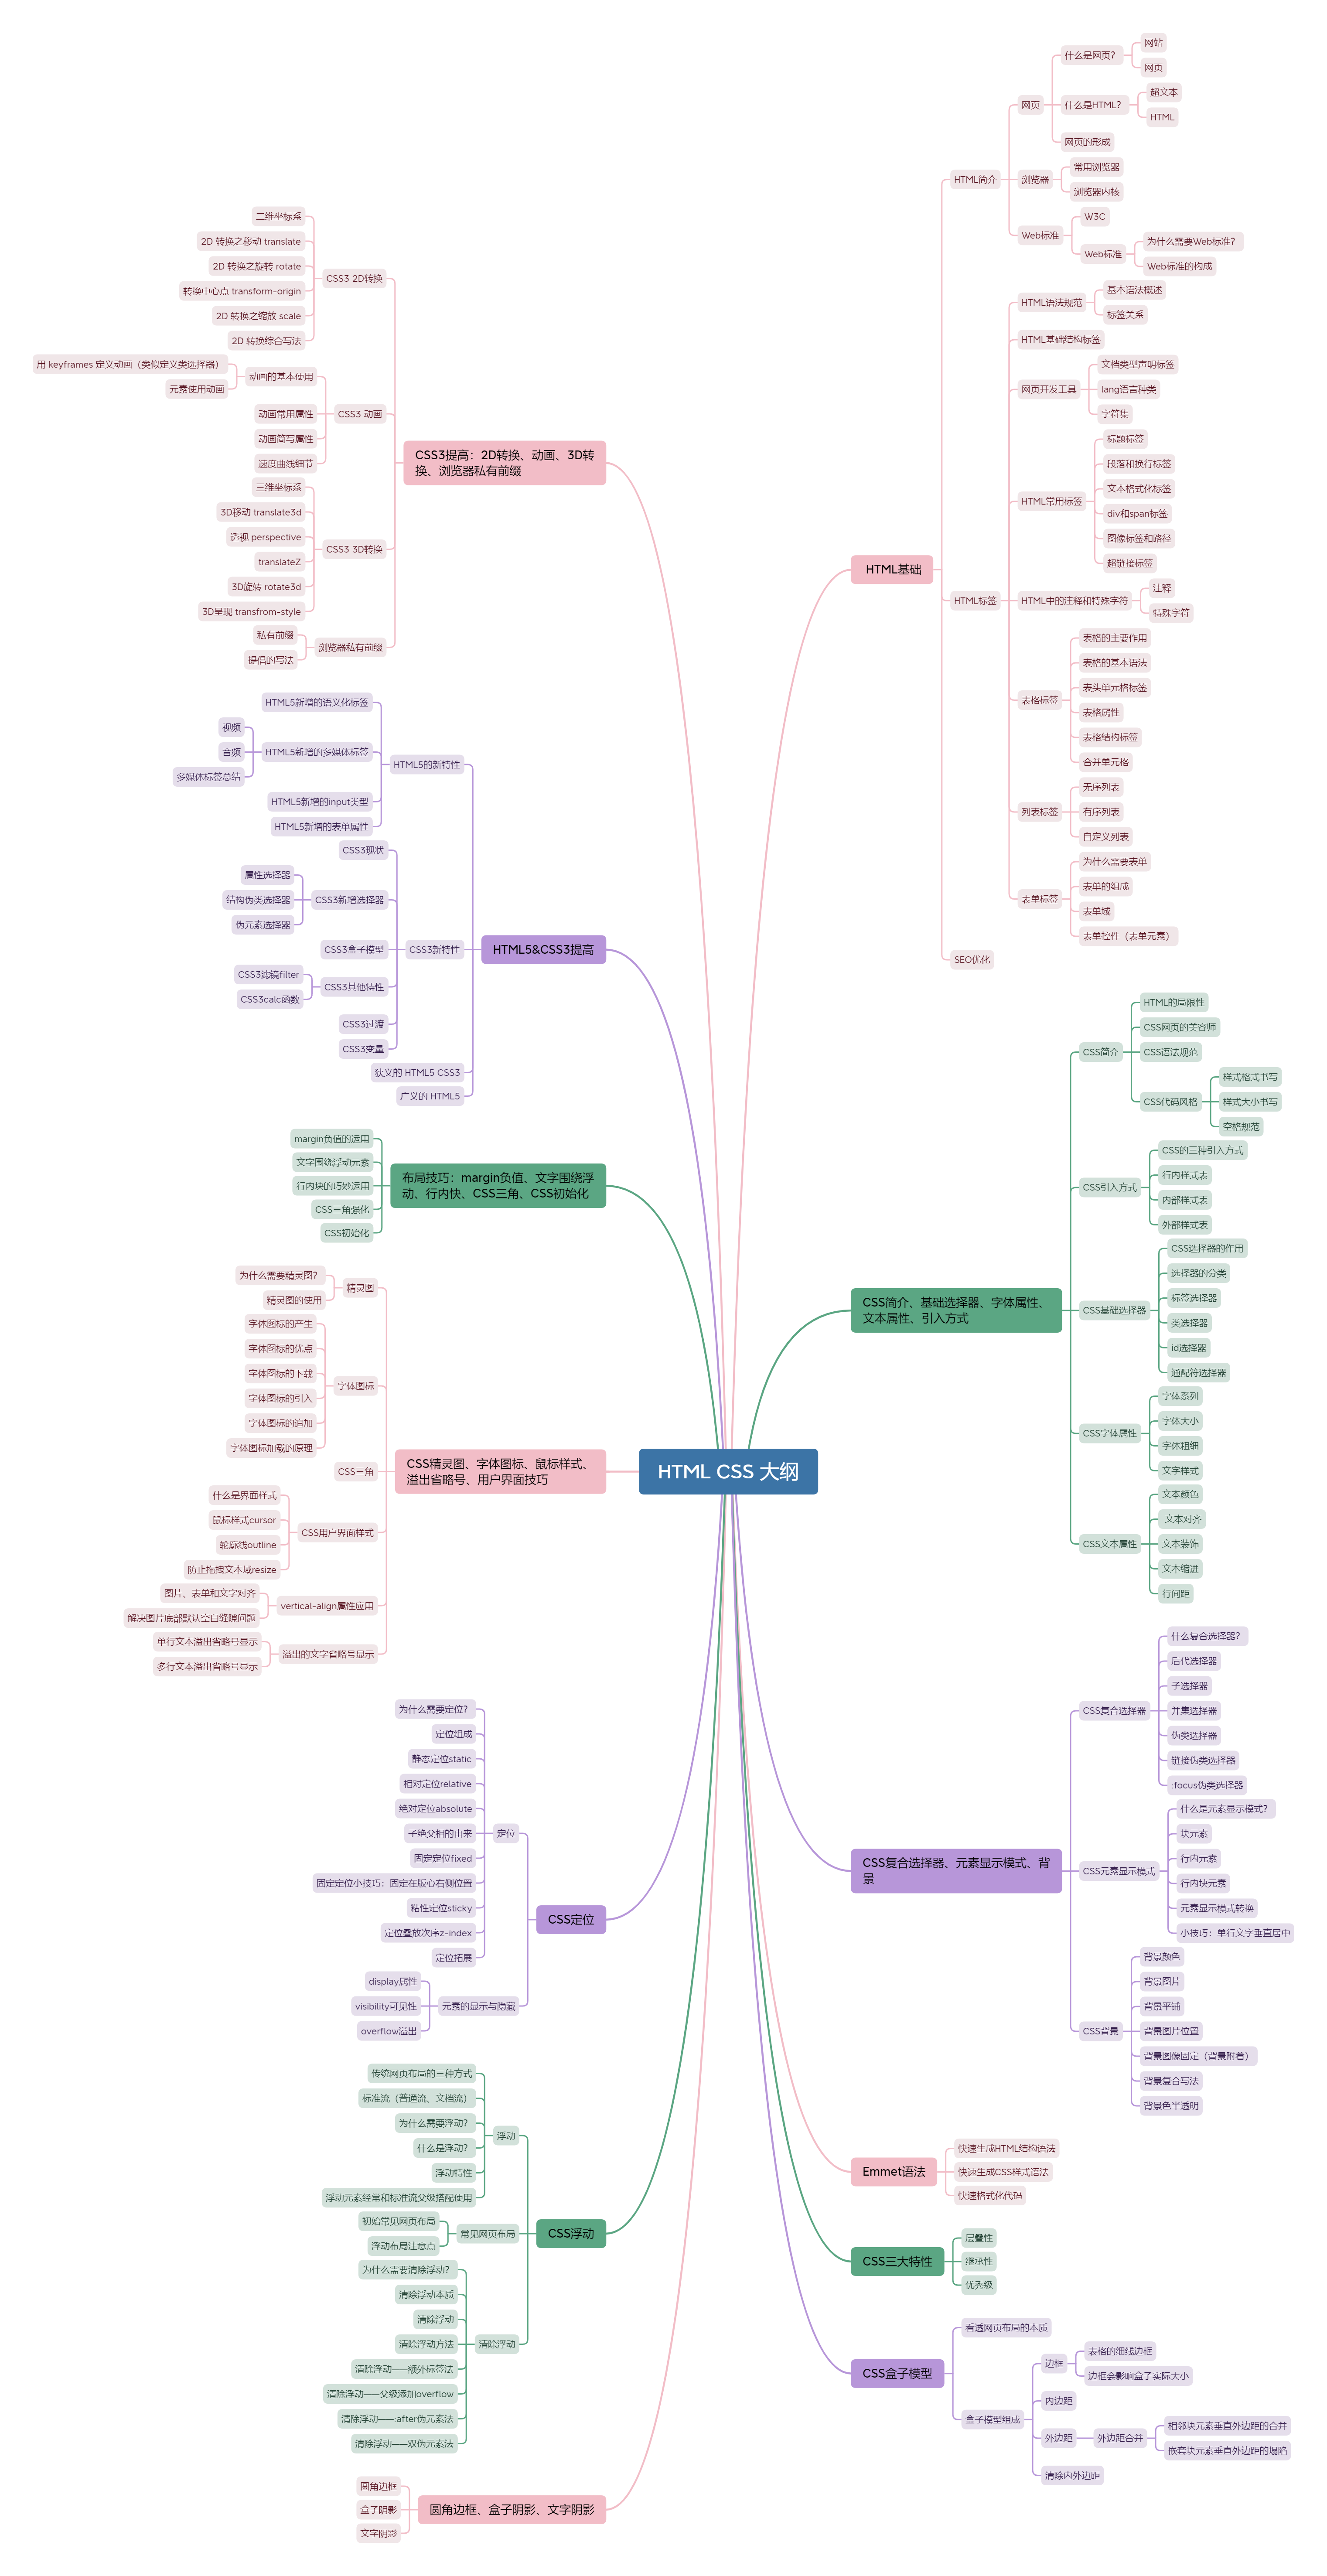 HTML CSS 大纲
HTML基础
HTML简介
网页
什么是网页？
网站
网页
什么是HTML？
超文本
HTML
网页的形成
浏览器
常用浏览器
浏览器内核
Web标准
W3C
Web标准
为什么需要Web标准？
Web标准的构成
HTML标签
HTML语法规范
基本语法概述
标签关系
HTML基础结构标签
网页开发工具
文档类型声明标签
lang语言种类
字符集
HTML常用标签
标题标签
段落和换行标签
文本格式化标签
div和span标签
图像标签和路径
超链接标签
HTML中的注释和特殊字符
注释
特殊字符
表格标签
表格的主要作用
表格的基本语法
表头单元格标签
表格属性
表格结构标签
合并单元格
列表标签
无序列表
有序列表
自定义列表
表单标签
为什么需要表单
表单的组成
表单域
表单控件（表单元素）
SEO优化
CSS简介、基础选择器、字体属性、
文本属性、引入方式
CSS简介
HTML的局限性
CSS网页的美容师
CSS语法规范
CSS代码风格
样式格式书写
样式大小书写
空格规范
CSS引入方式
CSS的三种引入方式
行内样式表
内部样式表
外部样式表
CSS基础选择器
CSS选择器的作用
选择器的分类
标签选择器
类选择器
id选择器
通配符选择器
CSS字体属性
字体系列
字体大小
字体粗细
文字样式
CSS文本属性
文本颜色
文本对齐
文本装饰
文本缩进
行间距
CSS复合选择器、元素显示模式、背
景
CSS复合选择器
什么复合选择器？
后代选择器
子选择器
并集选择器
伪类选择器
链接伪类选择器
:focus伪类选择器
CSS元素显示模式
什么是元素显示模式？
块元素
行内元素
行内块元素
元素显示模式转换
小技巧：单行文字垂直居中
CSS背景
背景颜色
背景图片
背景平铺
背景图片位置
背景图像固定（背景附着）
背景复合写法
背景色半透明
Emmet语法
快速生成HTML结构语法
快速生成CSS样式语法
快速格式化代码
CSS三大特性
层叠性
继承性
优秀级
CSS盒子模型
看透网页布局的本质
盒子模型组成
边框
表格的细线边框
边框会影响盒子实际大小
内边距
外边距
外边距合并
相邻块元素垂直外边距的合并
嵌套块元素垂直外边距的塌陷
清除内外边距
CSS3提高：2D转换、动画、3D转
换、浏览器私有前缀
CSS3 2D转换
二维坐标系
2D 转换之移动 translate
2D 转换之旋转 rotate
转换中心点 transform-origin
2D 转换之缩放 scale
2D 转换综合写法
CSS3 动画
动画的基本使用
用 keyframes 定义动画（类似定义类选择器）
元素使用动画
动画常用属性
动画简写属性
速度曲线细节
CSS3 3D转换
三维坐标系
3D移动 translate3d
透视 perspective
translateZ
3D旋转 rotate3d
3D呈现 transfrom-style
浏览器私有前缀
私有前缀
提倡的写法
HTML5&CSS3提高
HTML5的新特性
HTML5新增的语义化标签
HTML5新增的多媒体标签
视频
音频
多媒体标签总结
HTML5新增的input类型
HTML5新增的表单属性
CSS3新特性
CSS3现状
CSS3新增选择器
属性选择器
结构伪类选择器
伪元素选择器
CSS3盒子模型
CSS3其他特性
CSS3滤镜filter
CSS3calc函数
CSS3过渡
CSS3变量
狭义的 HTML5 CSS3
广义的 HTML5
布局技巧：margin负值、文字围绕浮
动、行内快、CSS三角、CSS初始化
margin负值的运用
文字围绕浮动元素
行内块的巧妙运用
CSS三角强化
CSS初始化
CSS精灵图、字体图标、鼠标样式、
溢出省略号、用户界面技巧
精灵图
为什么需要精灵图？
精灵图的使用
字体图标
字体图标的产生
字体图标的优点
字体图标的下载
字体图标的引入
字体图标的追加
字体图标加载的原理
CSS三角
CSS用户界面样式
什么是界面样式
鼠标样式cursor
轮廓线outline
防止拖拽文本域resize
vertical-align属性应用
图片、表单和文字对齐
解决图片底部默认空白缝隙问题
溢出的文字省略号显示
单行文本溢出省略号显示
多行文本溢出省略号显示
CSS定位
定位
为什么需要定位？
定位组成
静态定位static
相对定位relative
绝对定位absolute
子绝父相的由来
固定定位fixed
固定定位小技巧：固定在版心右侧位置
粘性定位sticky
定位叠放次序z-index
定位拓展
元素的显示与隐藏
display属性
visibility可见性
overflow溢出
CSS浮动
浮动
传统网页布局的三种方式
标准流（普通流、文档流）
为什么需要浮动？
什么是浮动？
浮动特性
浮动元素经常和标准流父级搭配使用
常见网页布局
初始常见网页布局
浮动布局注意点
清除浮动
为什么需要清除浮动？
清除浮动本质
清除浮动
清除浮动方法
清除浮动——额外标签法
清除浮动——父级添加overflow
清除浮动——:after伪元素法
清除浮动——双伪元素法
圆角边框、盒子阴影、文字阴影
圆角边框
盒子阴影
文字阴影